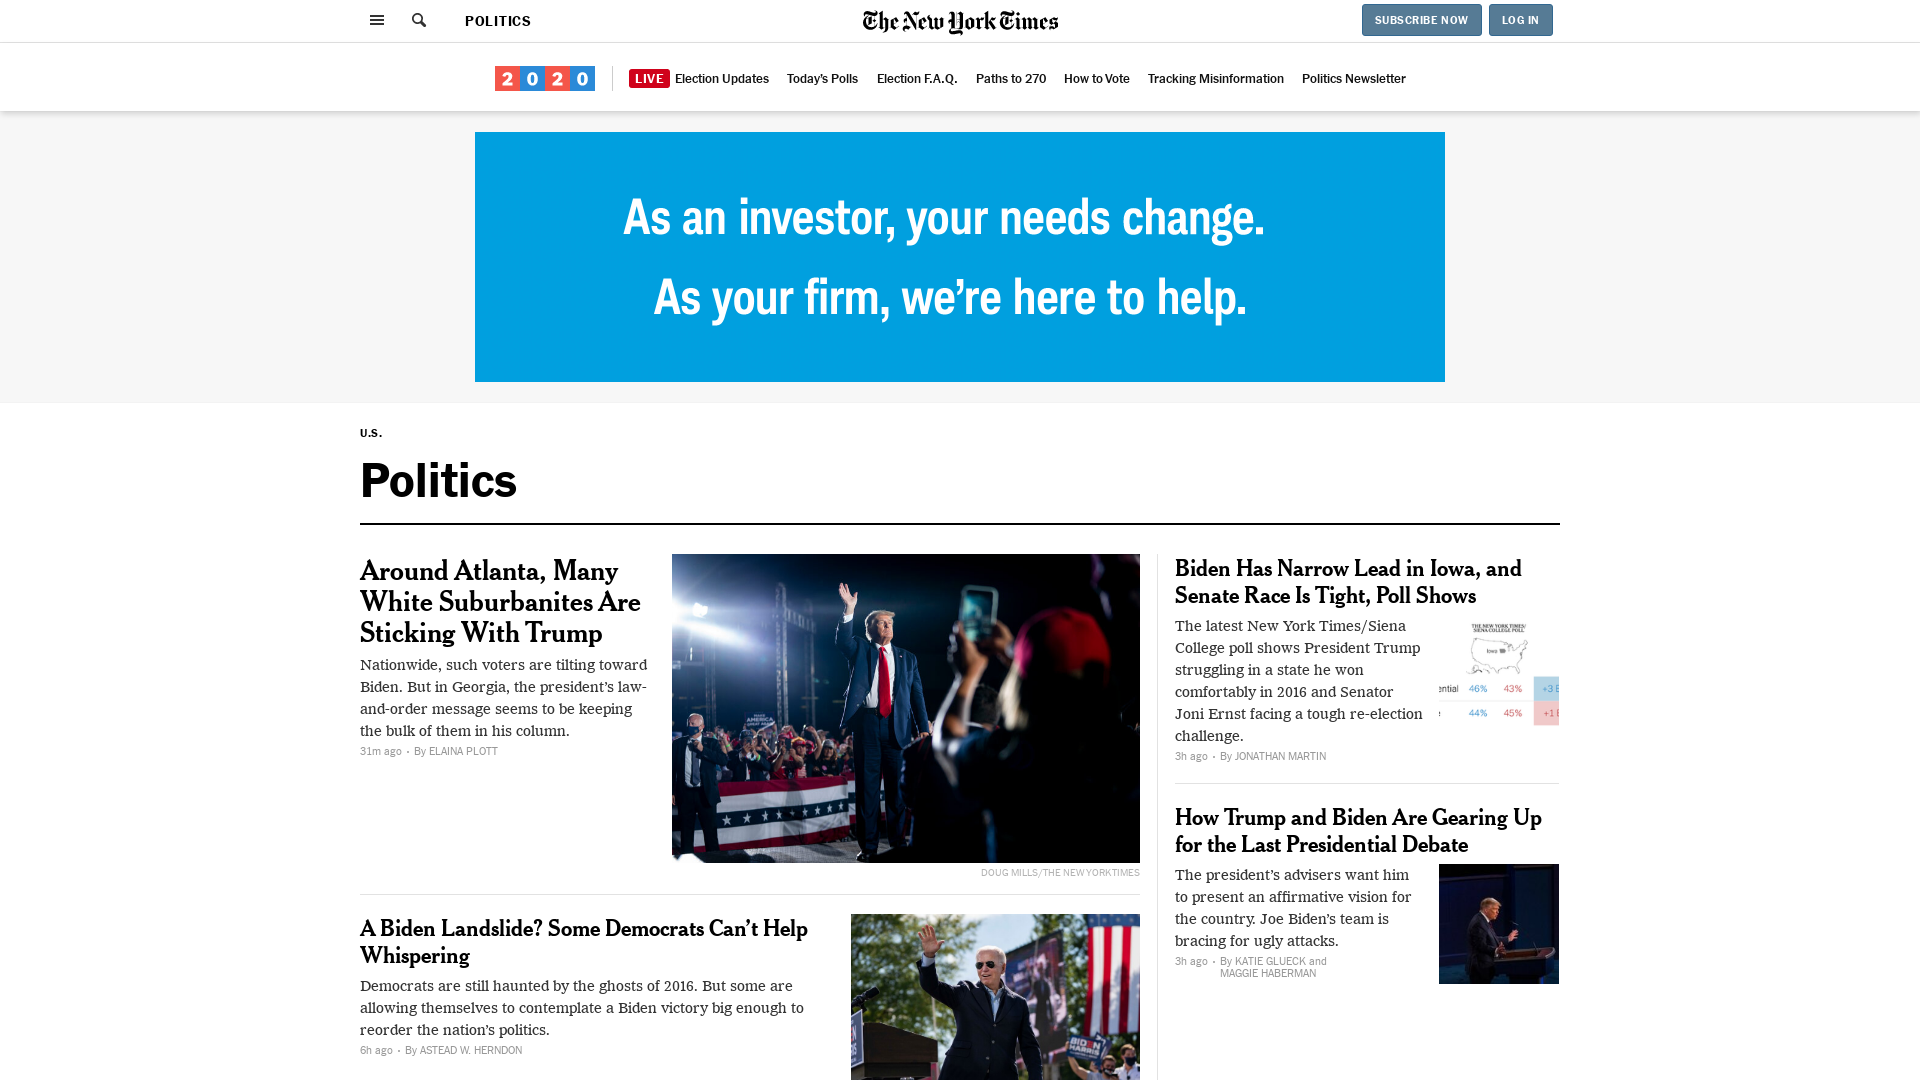 POLITICS
The New York Times
SUBSCRIBE NOW
LOG IN
2020
LIVE Election Updates
Today's Polls
Election F.A.Q.
Paths to 270
How to Vote
Tracking Misinformation
Politics Newsletter
As an investor, your needs change.
As your firm, we're here to help.
U.S.
Politics
Around Atlanta, Many
White Suburbanites Are
Sticking With Trump
Nationwide, such voters are tilting toward
Biden. But in Georgia, the president's law-
and-order message seems to be keeping
the bulk of them in his column.
31m ago • By ELAINA PLOTT
DOUG MILLS/THE NEW YORK TIMES
A Biden Landslide? Some Democrats Can't Help
Whispering
Democrats are still haunted by the ghosts of 2016. But some are
allowing themselves to contemplate a Biden victory big enough to
reorder the nation's politics.
6h ago • By ASTEAD W. HERNDON
BIDEN
HARRIS
Biden Has Narrow Lead in Iowa, and
Senate Race Is Tight, Poll Shows
The latest New York Times/Siena
College poll shows President Trump
struggling in a state he won
comfortably in 2016 and Senator
Joni Ernst facing a tough re-election
challenge.
3h ago • By JONATHAN MARTIN
THE NEW YORK TIMES/
SIENA COLLEGE POLL
Iowa
ential 46% 43% +3
44% 45% +1
How Trump and Biden Are Gearing Up
for the Last Presidential Debate
The president's advisers want him
to present an affirmative vision for
the country. Joe Biden's team is
bracing for ugly attacks.
3h ago • By KATIE GLUECK and
MAGGIE HABERMAN